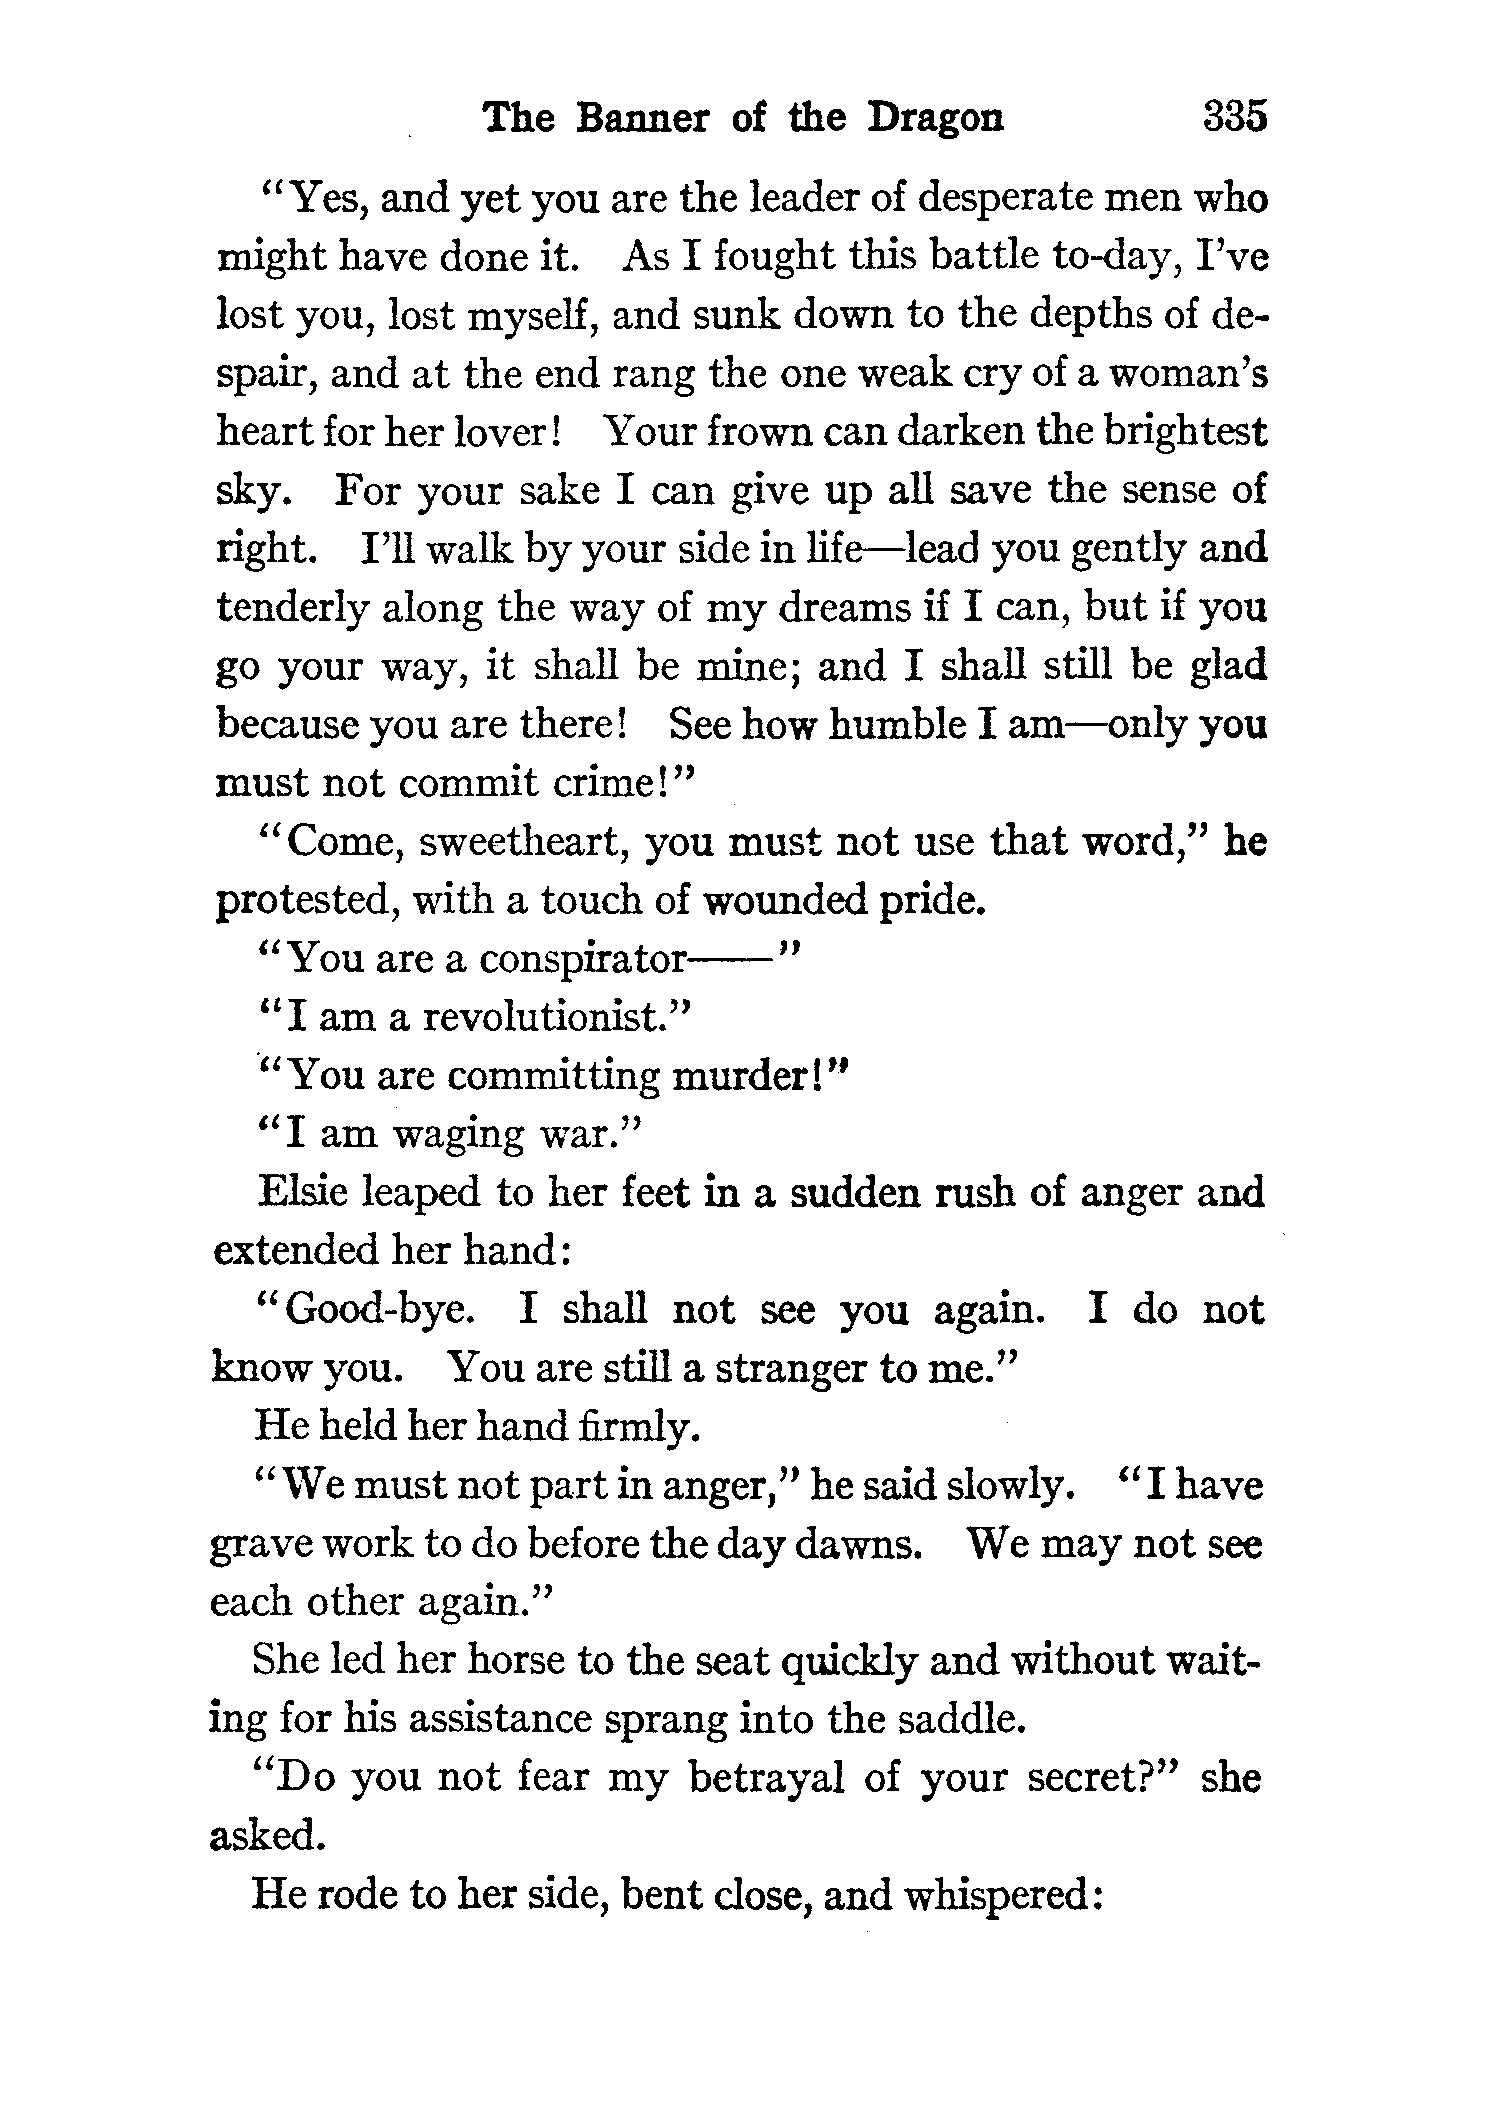 The Banner of the Dragon 335
"Yes, and yet you are the leader of desperate men who
might have done it. As I fought this battle to-day, I've
lost you, lost myself, and sunk down to the depths of de-
spair, and at the end rang the one weak cry of a woman's
heart for her lover! Your frown can darken the brightest
sky. For your sake I can give up all save the sense of
right. I'll walk by your side in life—lead you gently and
tenderly along the way of my dreams if I can, but if you
go your way, it shall be mine; and I shall still be glad
because you are there! See how humble I am—only you
must not commit crime!"
"Come, sweetheart, you must not use that word," he
protested, with a touch of wounded pride.
"You are a conspirator——"
"I am a revolutionist."
"You are committing murder!"
"I am waging war."
Elsie leaped to her feet in a sudden rush of anger and
extended her hand:
"Good-bye. I shall not see you again. I do not
know you. You are still a stranger to me."
He held her hand firmly.
"We must not part in anger," he said slowly. "I have
grave work to do before the day dawns. We may not see
each other again."
She led her horse to the seat quickly and without wait-
ing for his assistance sprang into the saddle.
"Do you not fear my betrayal of your secret?" she
asked.
He rode to her side, bent close, and whispered: